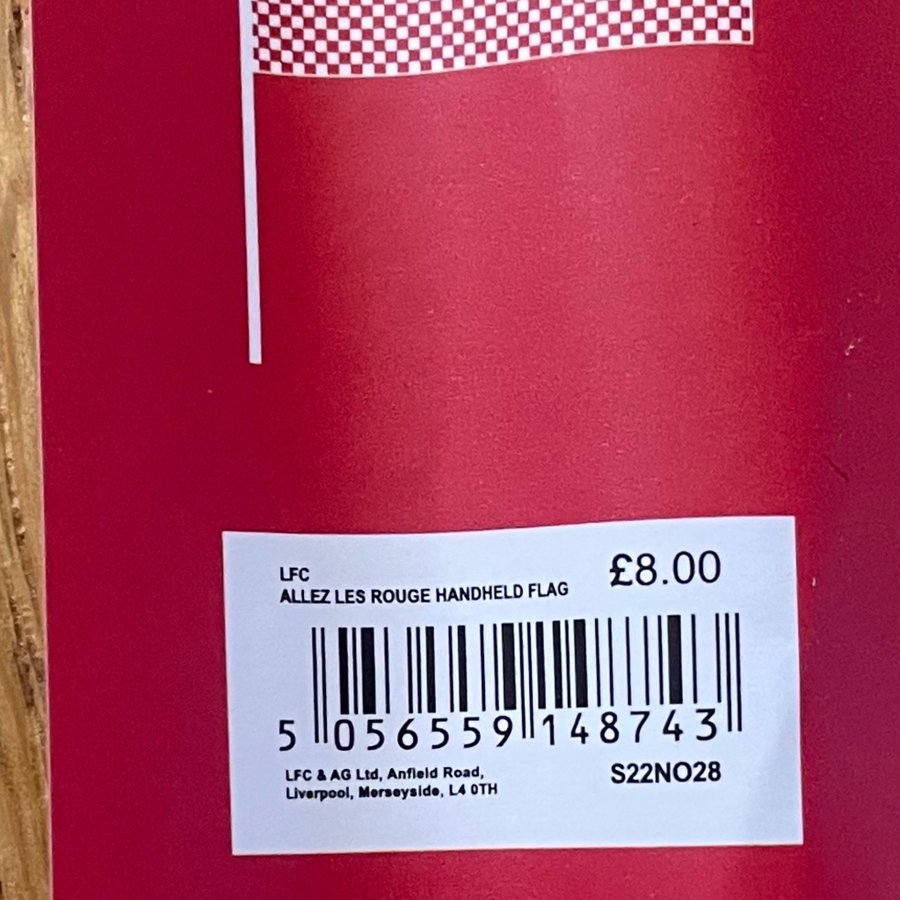 LFC
ALLEZ LES ROUGE HANDHELD FLAG
£8.00
5 056559 148743
LFC & AG Ltd, Anfield Road,
Liverpool, Merseyside, L4 0TH
S22NO28